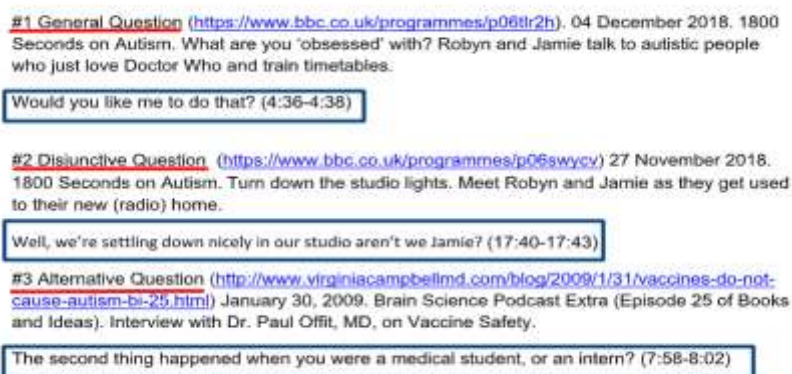 #1 General Question (https://www.bbc.co.uk/programmes/p06tlr2h). 04 December 2018. 1800
Seconds on Autism. What are you 'obsessed' with? Robyn and Jamie talk to autistic people
who just love Doctor Who and train timetables.
Would you like me to do that? (4:36-4:38)
#2 Disjunctive Question (https://www.bbc.co.uk/programmes/p06swycv) 27 November 2018.
1800 Seconds on Autism. Turn down the studio lights. Meet Robyn and Jamie as they get used
to their new (radio) home.
Well, we're settling down nicely in our studio aren't we Jamie? (17:40-17:43)
#3 Alternative Question (http://www.virginiacampbellmd.com/blog/2009/1/31/vaccines-do-not-
cause-autism-bi-25.html) January 30, 2009. Brain Science Podcast Extra (Episode 25 of Books
and Ideas). Interview with Dr. Paul Offit, MD, on Vaccine Safety.
The second thing happened when you were a medical student, or an intern? (7:58-8:02)